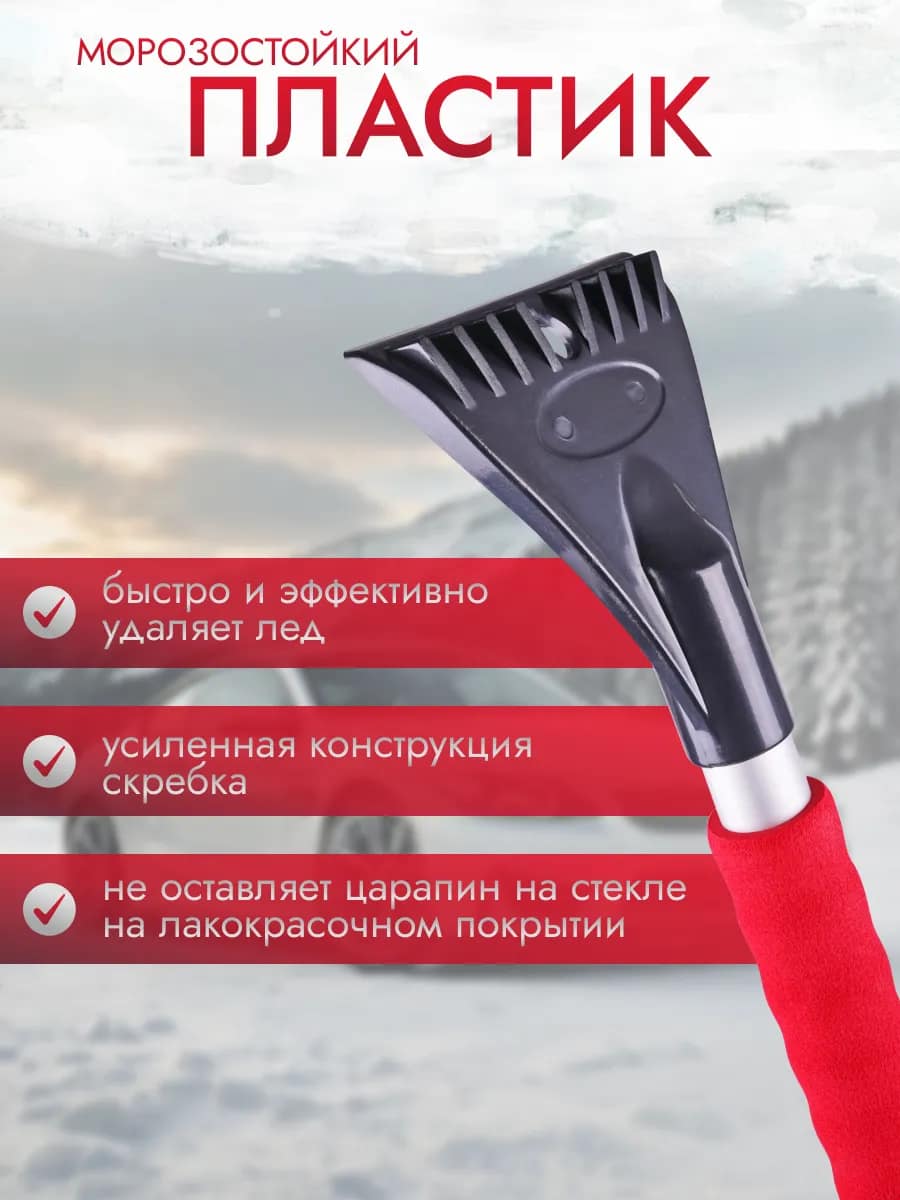 МОРОЗОСТОЙКИЙ
ПЛАСТИК
быстро и эффективно
удаляет лед
усиленная конструкция
скребка
не оставляет царапин на стекле
на лакокрасочном покрытии